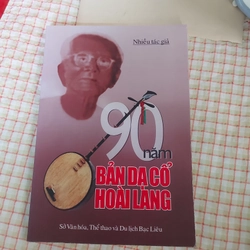 Nhiều tác giả
90
năm
BẢN DẠ CỔ
HOÀI LANG
Sở Văn hóa, Thể thao và Du lịch Bạc Liêu